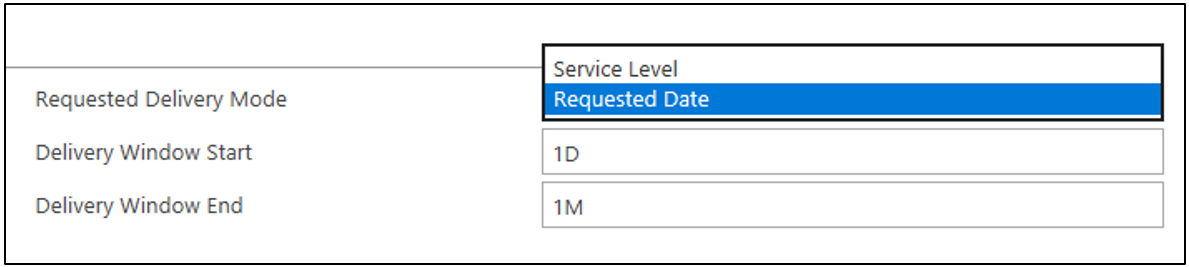 Service Level
Requested Delivery Mode Requested Date
Delivery Window Start 1D
Delivery Window End 1M